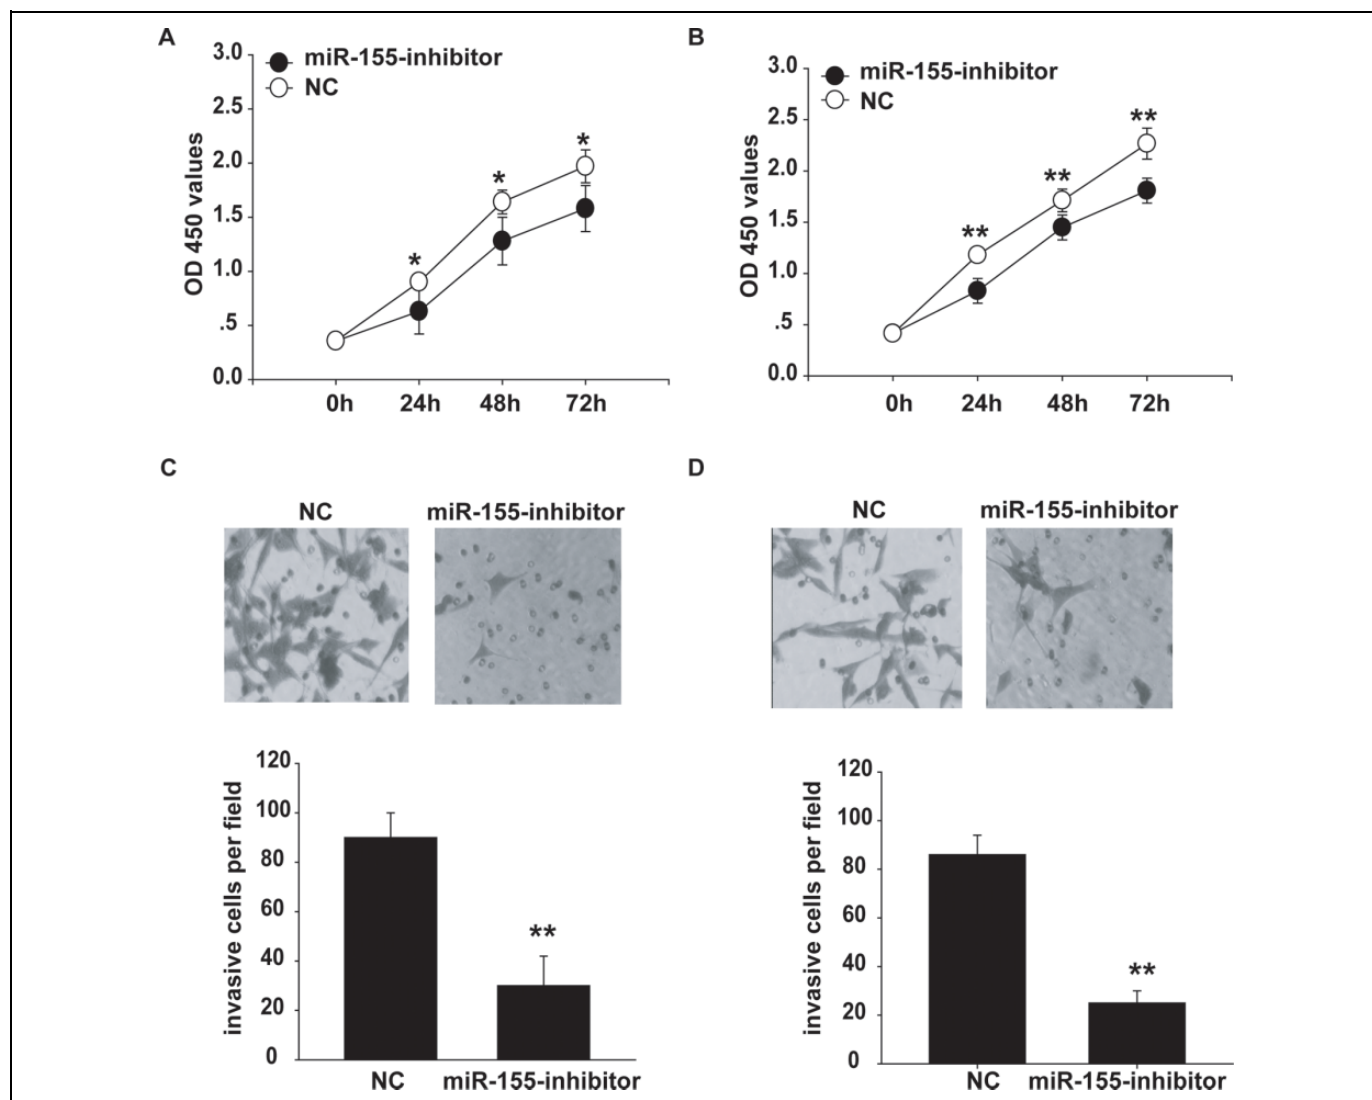 A
miR-155-inhibitor
NC
OD 450 values
3.0
2.5
2.0
1.5
1.0
.5
0.0
*
*
*
0h 24h 48h 72h
B
miR-155-inhibitor
NC
OD 450 values
3.0
2.5
2.0
1.5
1.0
.5
0.0
**
**
**
0h 24h 48h 72h
C
NC miR-155-inhibitor
invasive cells per field
120
100
80
60
40
20
0
**
NC miR-155-inhibitor
D
NC miR-155-inhibitor
invasive cells per field
120
100
80
60
40
20
0
**
NC miR-155-inhibitor